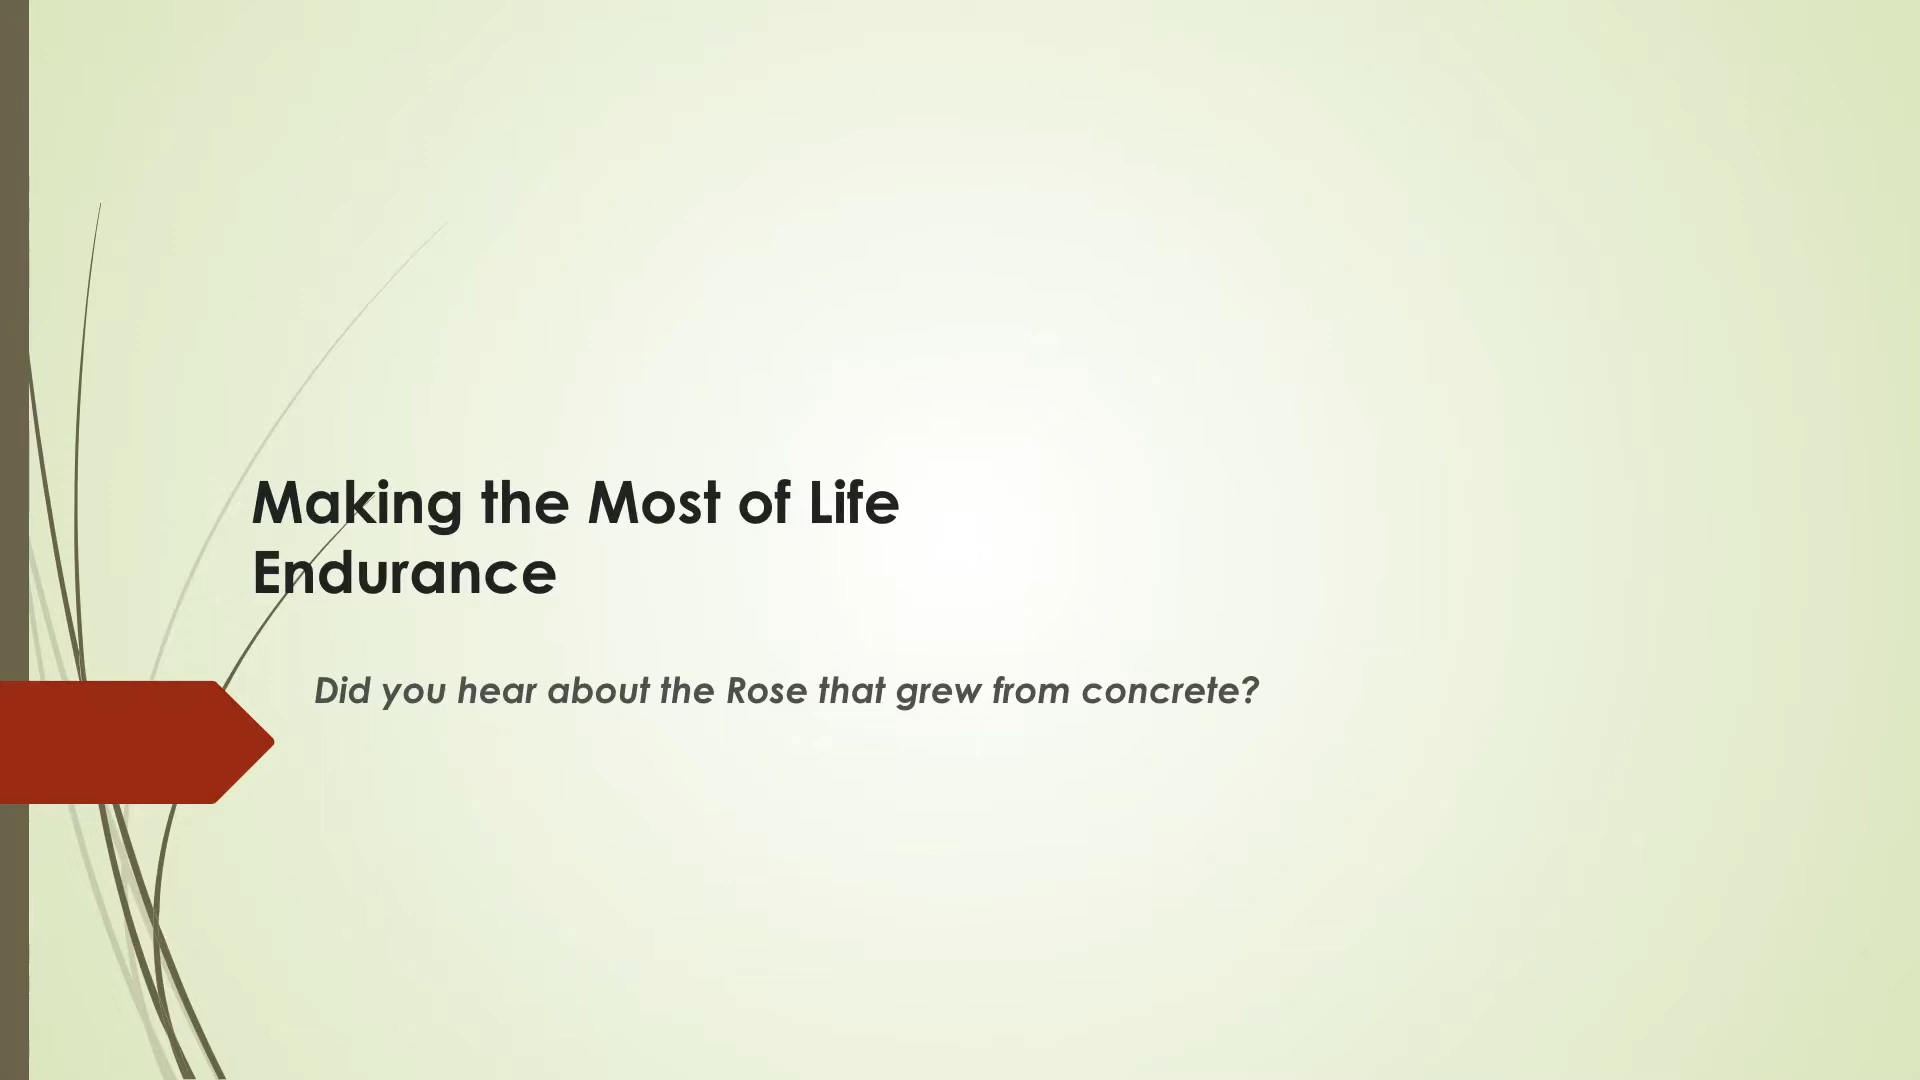 Making the Most of Life
Endurance
Did you hear about the Rose that grew from concrete?